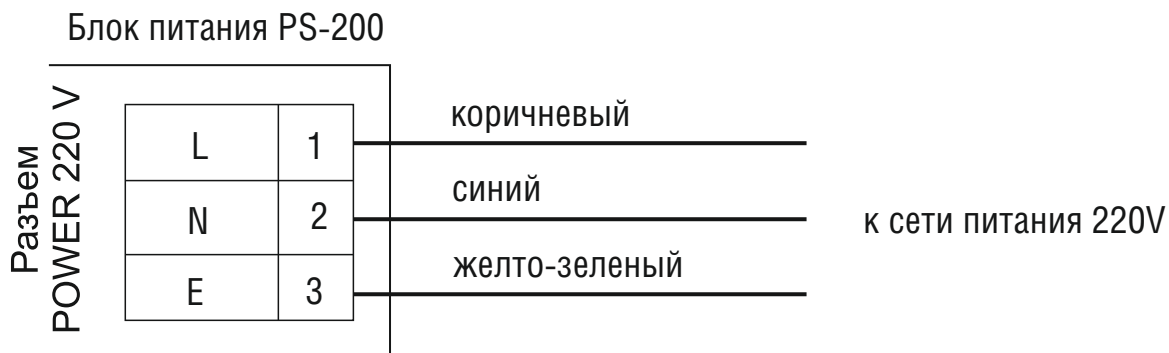 Блок питания PS-200
Разъем
POWER 220 V
L 1 коричневый
N 2 синий
E 3 желто-зеленый
к сети питания 220V